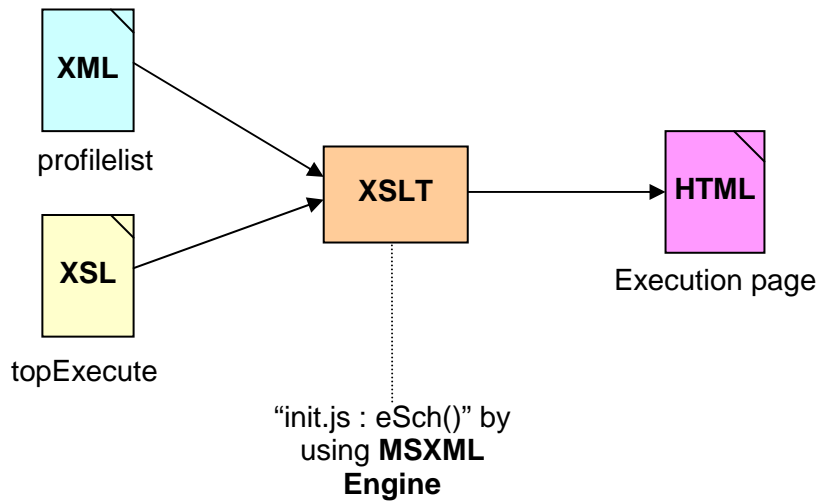 XML
profilelist
XSL
topExecute
XSLT
HTML
Execution page
“init.js : eSch()” by
using MSXML
Engine